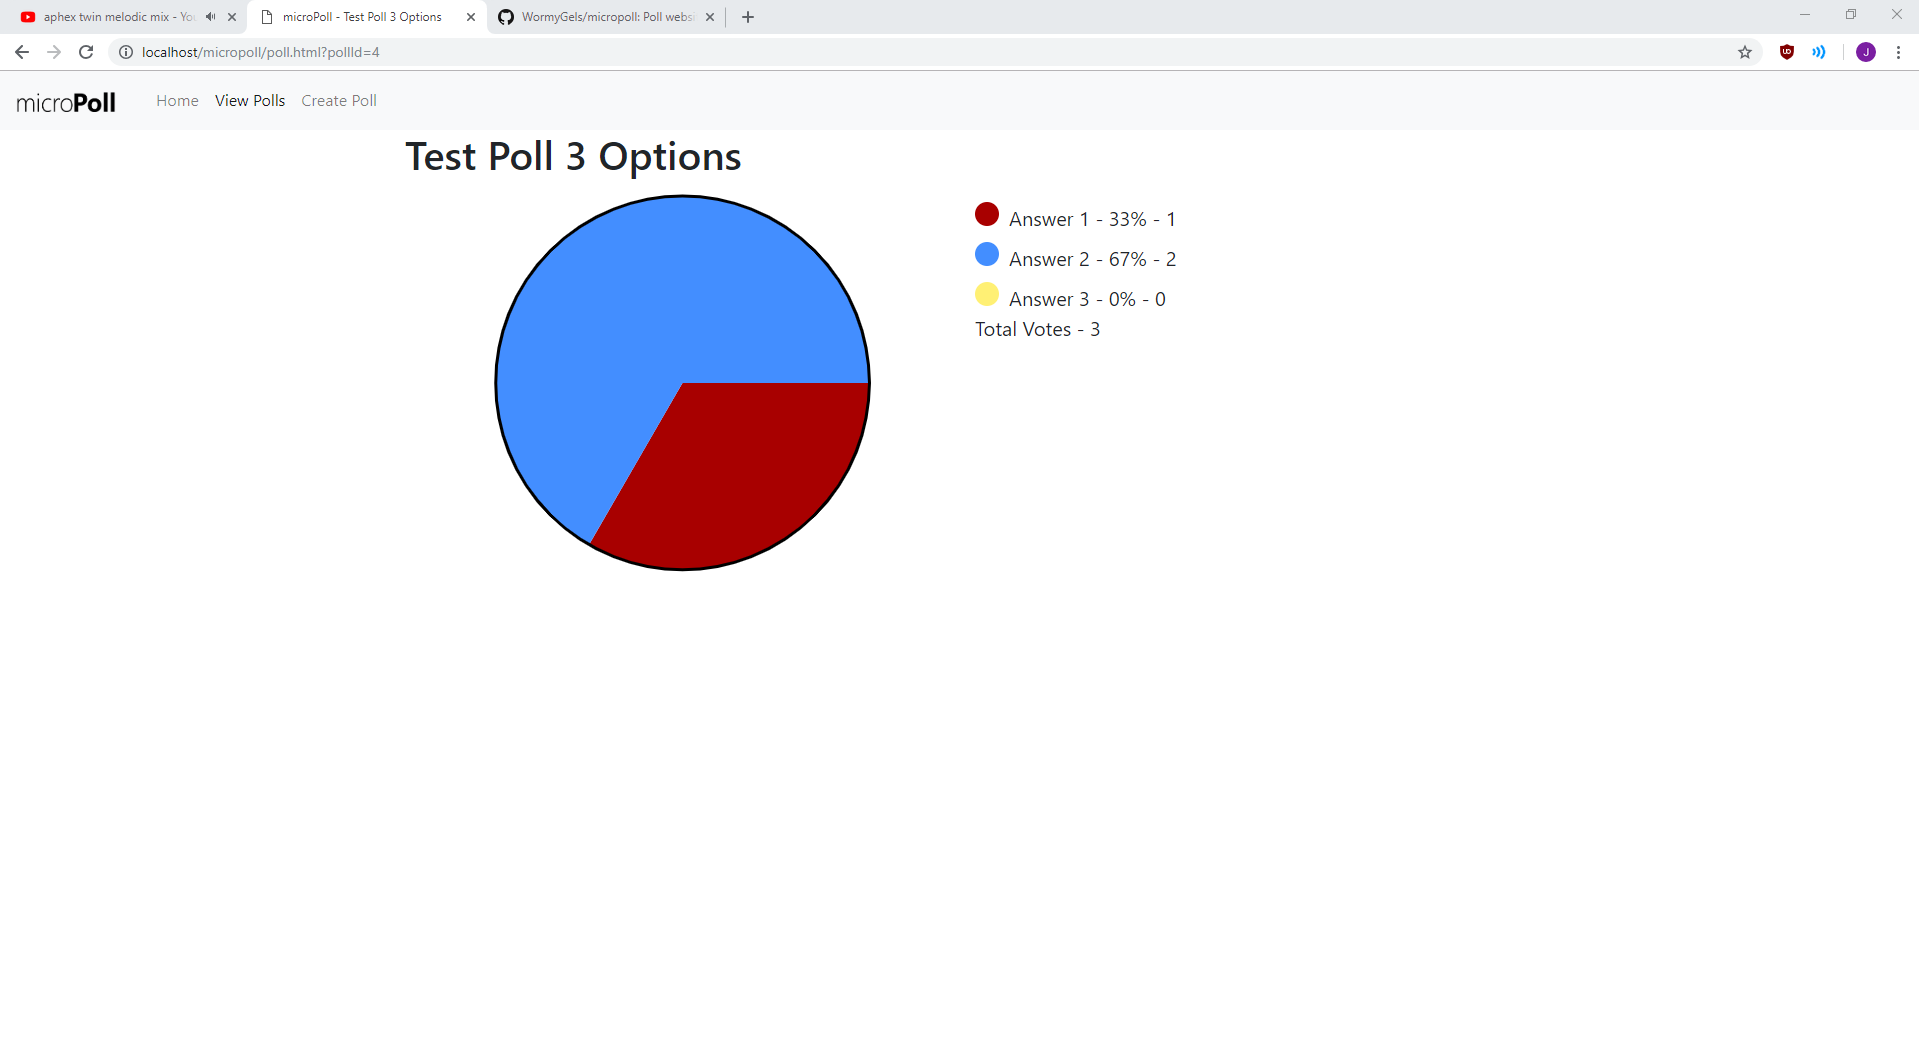 aphex twin melodic mix - Yo
microPoll - Test Poll 3 Options
WormyGels/micropoll: Poll webs
localhost/micropoll/poll.html?pollId=4
J
microPoll
Home
View Polls
Create Poll
Test Poll 3 Options
Answer 1 - 33% - 1
Answer 2 - 67% - 2
Answer 3 - 0% - 0
Total Votes - 3